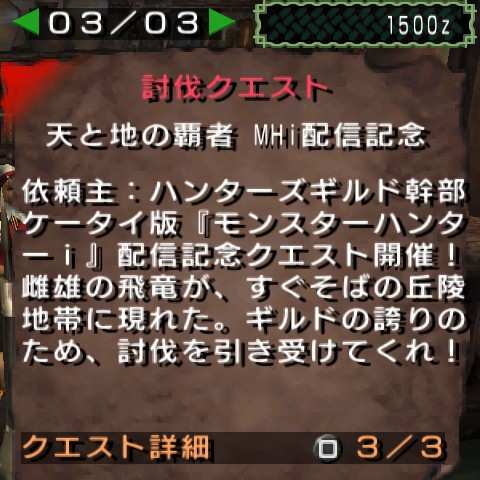 03/03
1500z
討伐クエスト
天と地の覇者 MHi配信記念
依頼主：ハンターズギルド幹部
ケータイ版『モンスターハンタ
ーｉ』配信記念クエスト開催！
雌雄の飛竜が、すぐそばの丘陵
地帯に現れた。ギルドの誇りの
ため、討伐を引き受けてくれ！
クエスト詳細 3／3